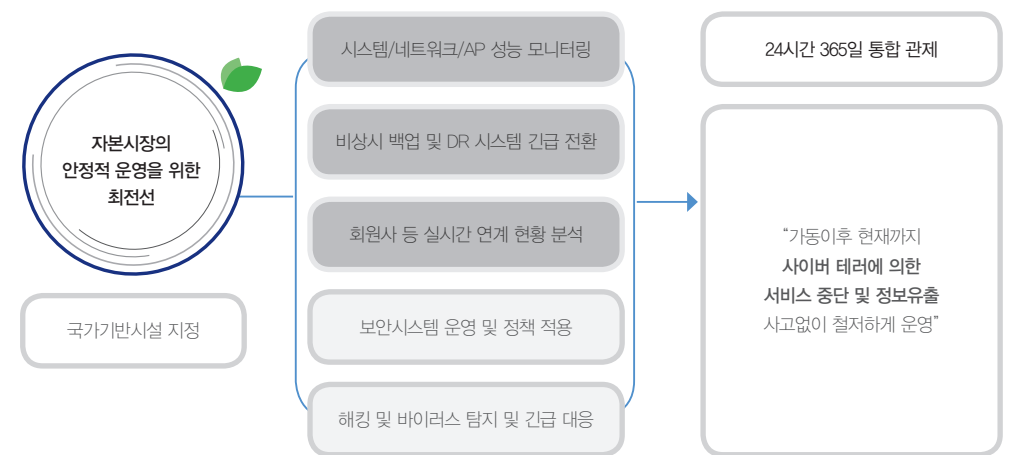 자본시장의
안정적 운영을 위한
최전선
국가기반시설 지정
시스템/네트워크/AP 성능 모니터링
비상시 백업 및 DR 시스템 긴급 전환
회원사 등 실시간 연계 현황 분석
보안시스템 운영 및 정책 적용
해킹 및 바이러스 탐지 및 긴급 대응
24시간 365일 통합 관제
“가동이후 현재까지
사이버 테러에 의한
서비스 중단 및 정보유출
사고없이 철저하게 운영”